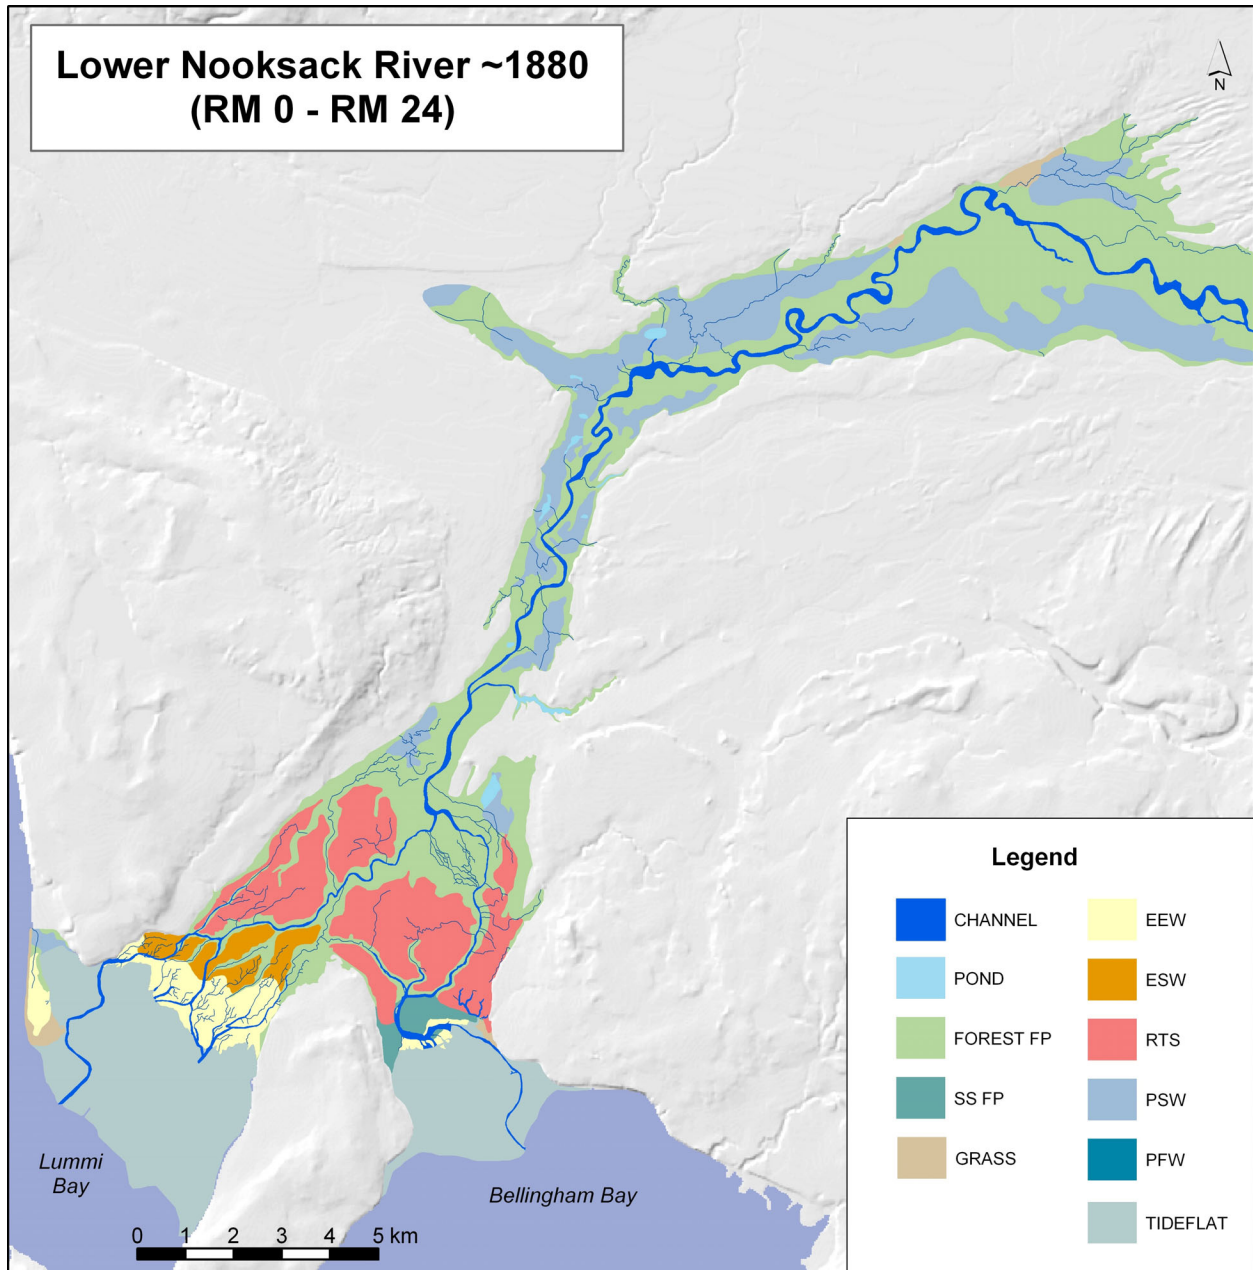 Lower Nooksack River ~1880
(RM 0 - RM 24)
N
Legend
CHANNEL
EEW
POND
ESW
FOREST FP
RTS
SS FP
PSW
GRASS
PFW
TIDEFLAT
Lummi
Bay
Bellingham Bay
0 1 2 3 4 5 km